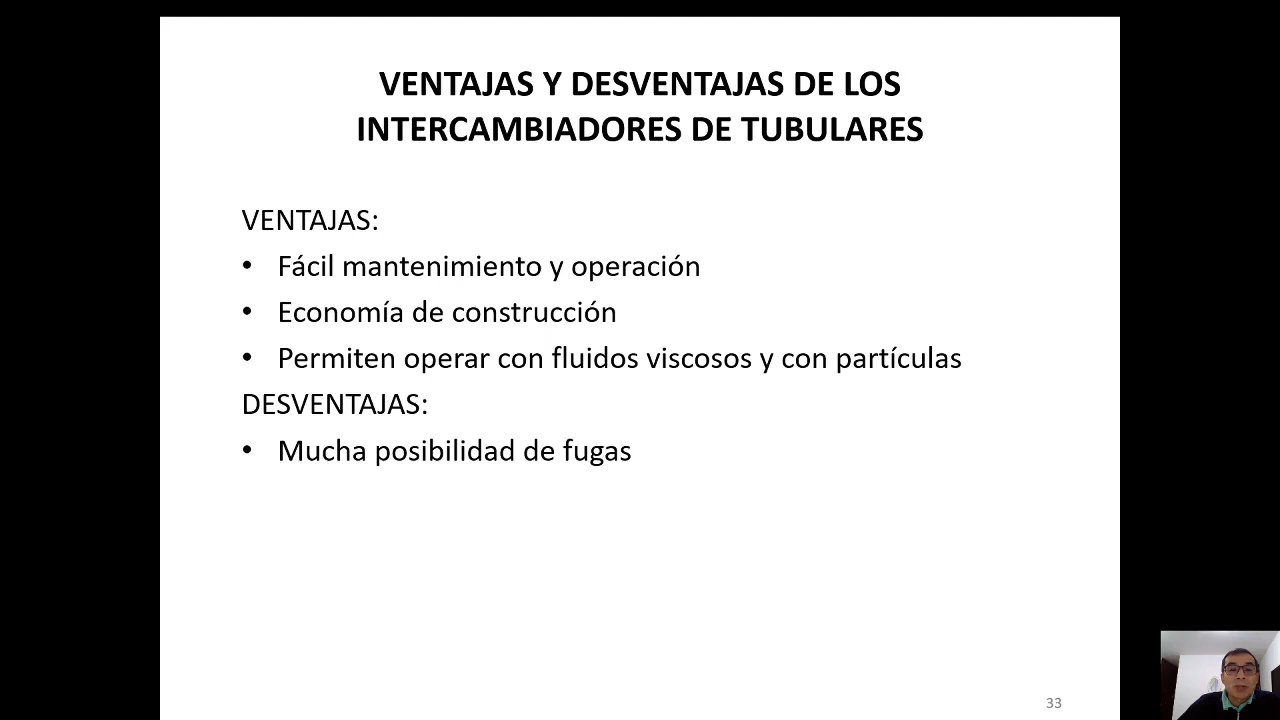 VENTAJAS Y DESVENTAJAS DE LOS
INTERCAMBIADORES DE TUBULARES
VENTAJAS:
• Fácil mantenimiento y operación
• Economía de construcción
• Permiten operar con fluidos viscosos y con partículas
DESVENTAJAS:
• Mucha posibilidad de fugas
33